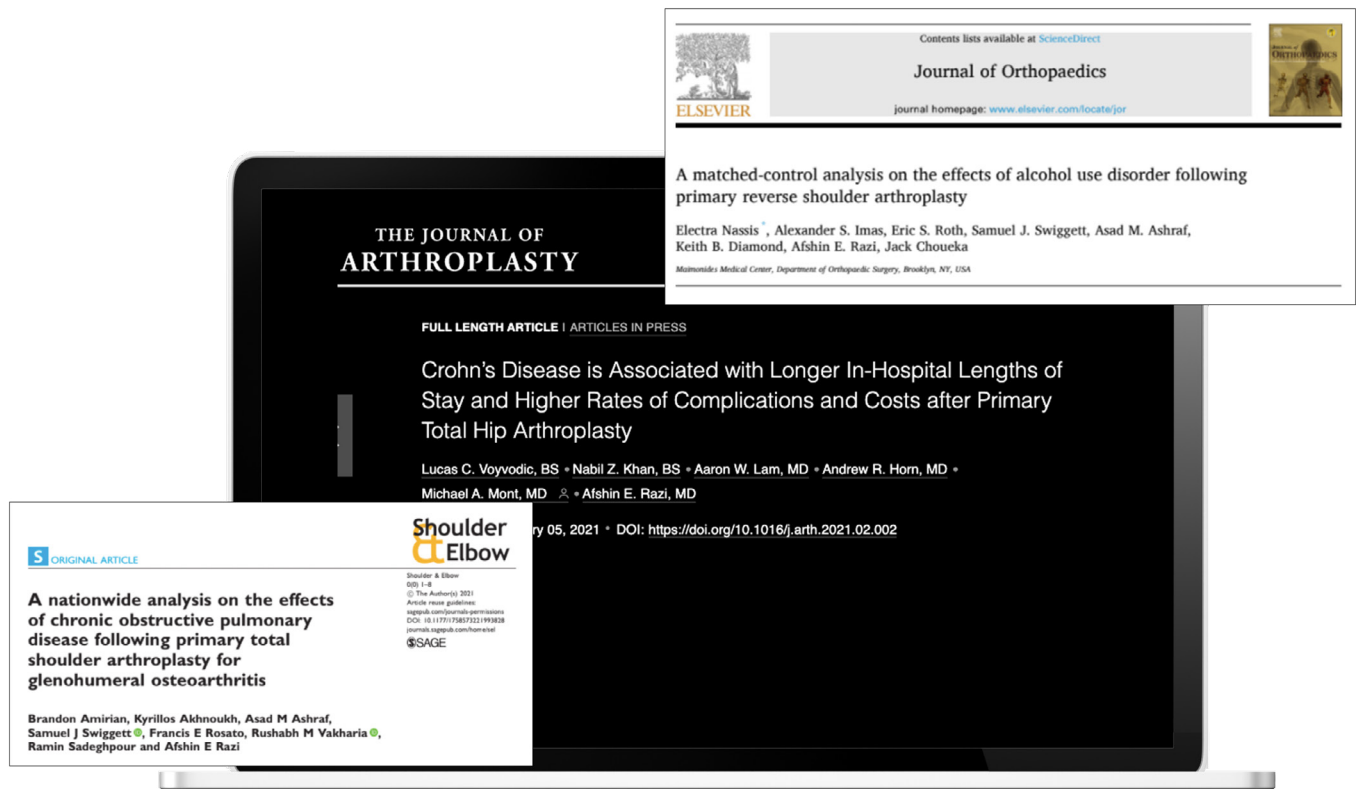 Contents lists available at ScienceDirect
Journal of Orthopaedics
journal homepage: www.elsevier.com/locate/jor
ELSEVIER
Journal of
ORTHOPAEDICS
A matched-control analysis on the effects of alcohol use disorder following
primary reverse shoulder arthroplasty
Electra Nassis *, Alexander S. Imas, Eric S. Roth, Samuel J. Swiggett, Asad M. Ashraf,
Keith B. Diamond, Afshin E. Razi, Jack Choueka
Maimonides Medical Center, Department of Orthopaedic Surgery, Brooklyn, NY, USA
THE JOURNAL OF
ARTHROPLASTY
FULL LENGTH ARTICLE | ARTICLES IN PRESS
Crohn's Disease is Associated with Longer In-Hospital Lengths of
Stay and Higher Rates of Complications and Costs after Primary
Total Hip Arthroplasty
Lucas C. Voyvodic, BS • Nabil Z. Khan, BS • Aaron W. Lam, MD • Andrew R. Horn, MD •
Michael A. Mont, MD • Afshin E. Razi, MD
ry 05, 2021 • DOI: https://doi.org/10.1016/j.arth.2021.02.002
S ORIGINAL ARTICLE
Shoulder
& Elbow
Shoulder & Elbow
0(0) 1–8
© The Author(s) 2021
Article reuse guidelines:
sagepub.com/journals-permissions
DOI: 10.1177/1758573221993828
journals.sagepub.com/home/sel
SSAGE
A nationwide analysis on the effects
of chronic obstructive pulmonary
disease following primary total
shoulder arthroplasty for
glenohumeral osteoarthritis
Brandon Amirian, Kyrillos Akhnoukh, Asad M Ashraf,
Samuel J Swiggett, Francis E Rosato, Rushabh M Vakharia,
Ramin Sadeghpour and Afshin E Razi